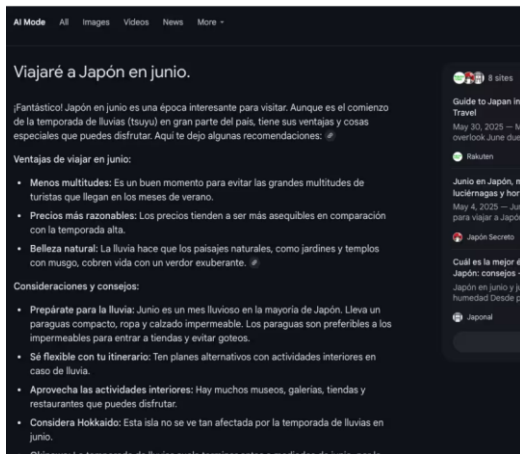 AI Mode All Images Videos News More
Viajaré a Japón en junio.
¡Fantástico! Japón en junio es una época interesante para visitar. Aunque es el comienzo
de la temporada de lluvias (tsuyu) en gran parte del país, tiene sus ventajas y cosas
especiales que puedes disfrutar. Aquí te dejo algunas recomendaciones:
Ventajas de viajar en junio:
• Menos multitudes: Es un buen momento para evitar las grandes multitudes de
turistas que llegan en los meses de verano.
• Precios más razonables: Los precios tienden a ser más asequibles en comparación
con la temporada alta.
• Belleza natural: La lluvia hace que los paisajes naturales, como jardines y templos
con musgo, cobren vida con un verdor exuberante.
Consideraciones y consejos:
• Prepárate para la lluvia: Junio es un mes lluvioso en la mayoría de Japón. Lleva un
paraguas compacto, ropa y calzado impermeable. Los paraguas son preferibles a los
impermeables para entrar a tiendas y evitar goteos.
• Sé flexible con tu itinerario: Ten planes alternativos con actividades interiores en
caso de lluvia.
• Aprovecha las actividades interiores: Hay muchos museos, galerías, tiendas y
restaurantes que puedes disfrutar.
• Considera Hokkaido: Esta isla no se ve tan afectada por la temporada de lluvias en
junio.
8 sites
Guide to Japan in
Travel
May 30, 2025 — M
overlook June due
Rakuten
Junio en Japón, m
luciérnagas y hor
May 4, 2025 — Ju
para viajar a Japó
Japón Secreto
Cuál es la mejor é
Japón: consejos -
Japón en junio y ju
humedad Desde p
Japonal